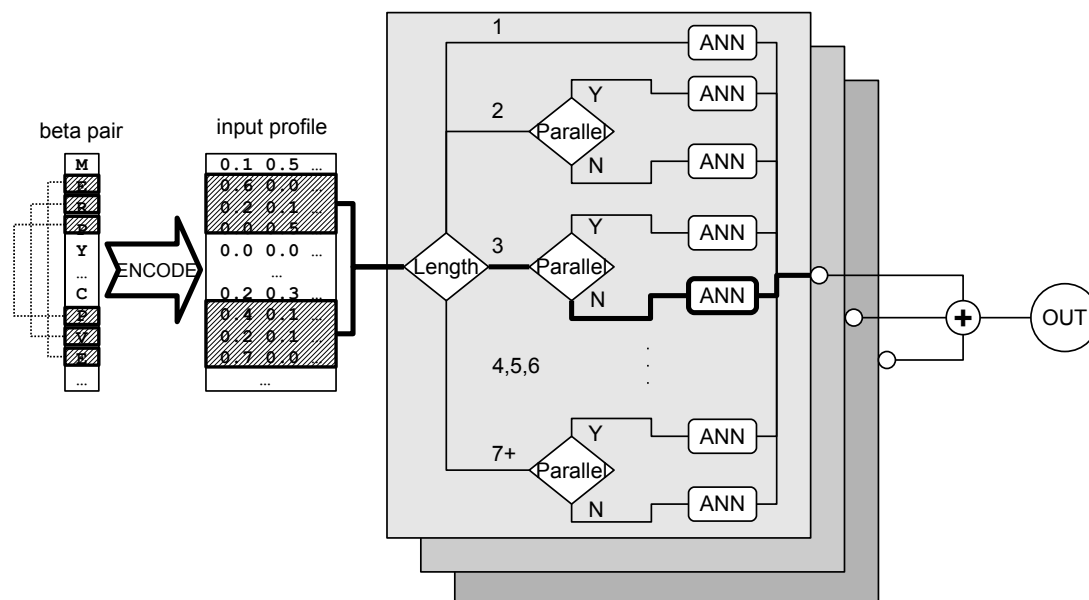 beta pair
M
E
R
P
Y
...
C
P
V
E
...
ENCODE
input profile
0.1 0.5 ...
0.6 0.0 ...
0.2 0.1 ...
0.0 0.5 ...
0.0 0.0 ...
...
0.2 0.3 ...
0.4 0.1 ...
0.2 0.1 ...
0.7 0.0 ...
...
Length
1
ANN
2
Parallel
Y
ANN
N
ANN
3
Parallel
Y
ANN
N
ANN
4,5,6
7+
Parallel
Y
ANN
N
ANN
+
OUT